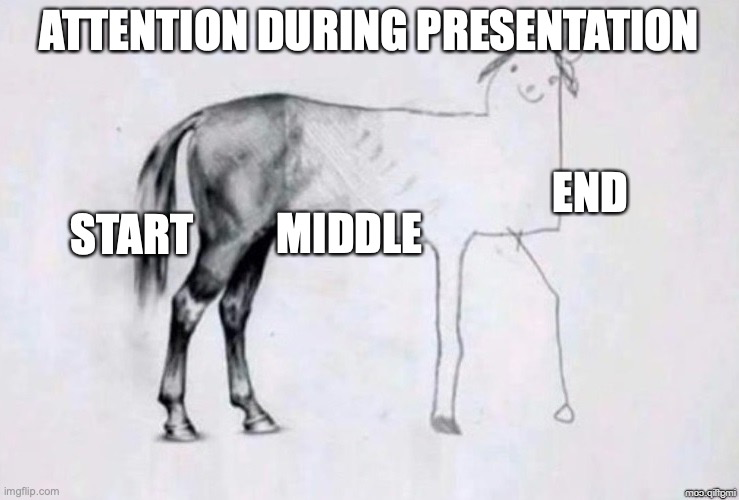 ATTENTION DURING PRESENTATION
END
START MIDDLE
imgflip.com
imgflip.com